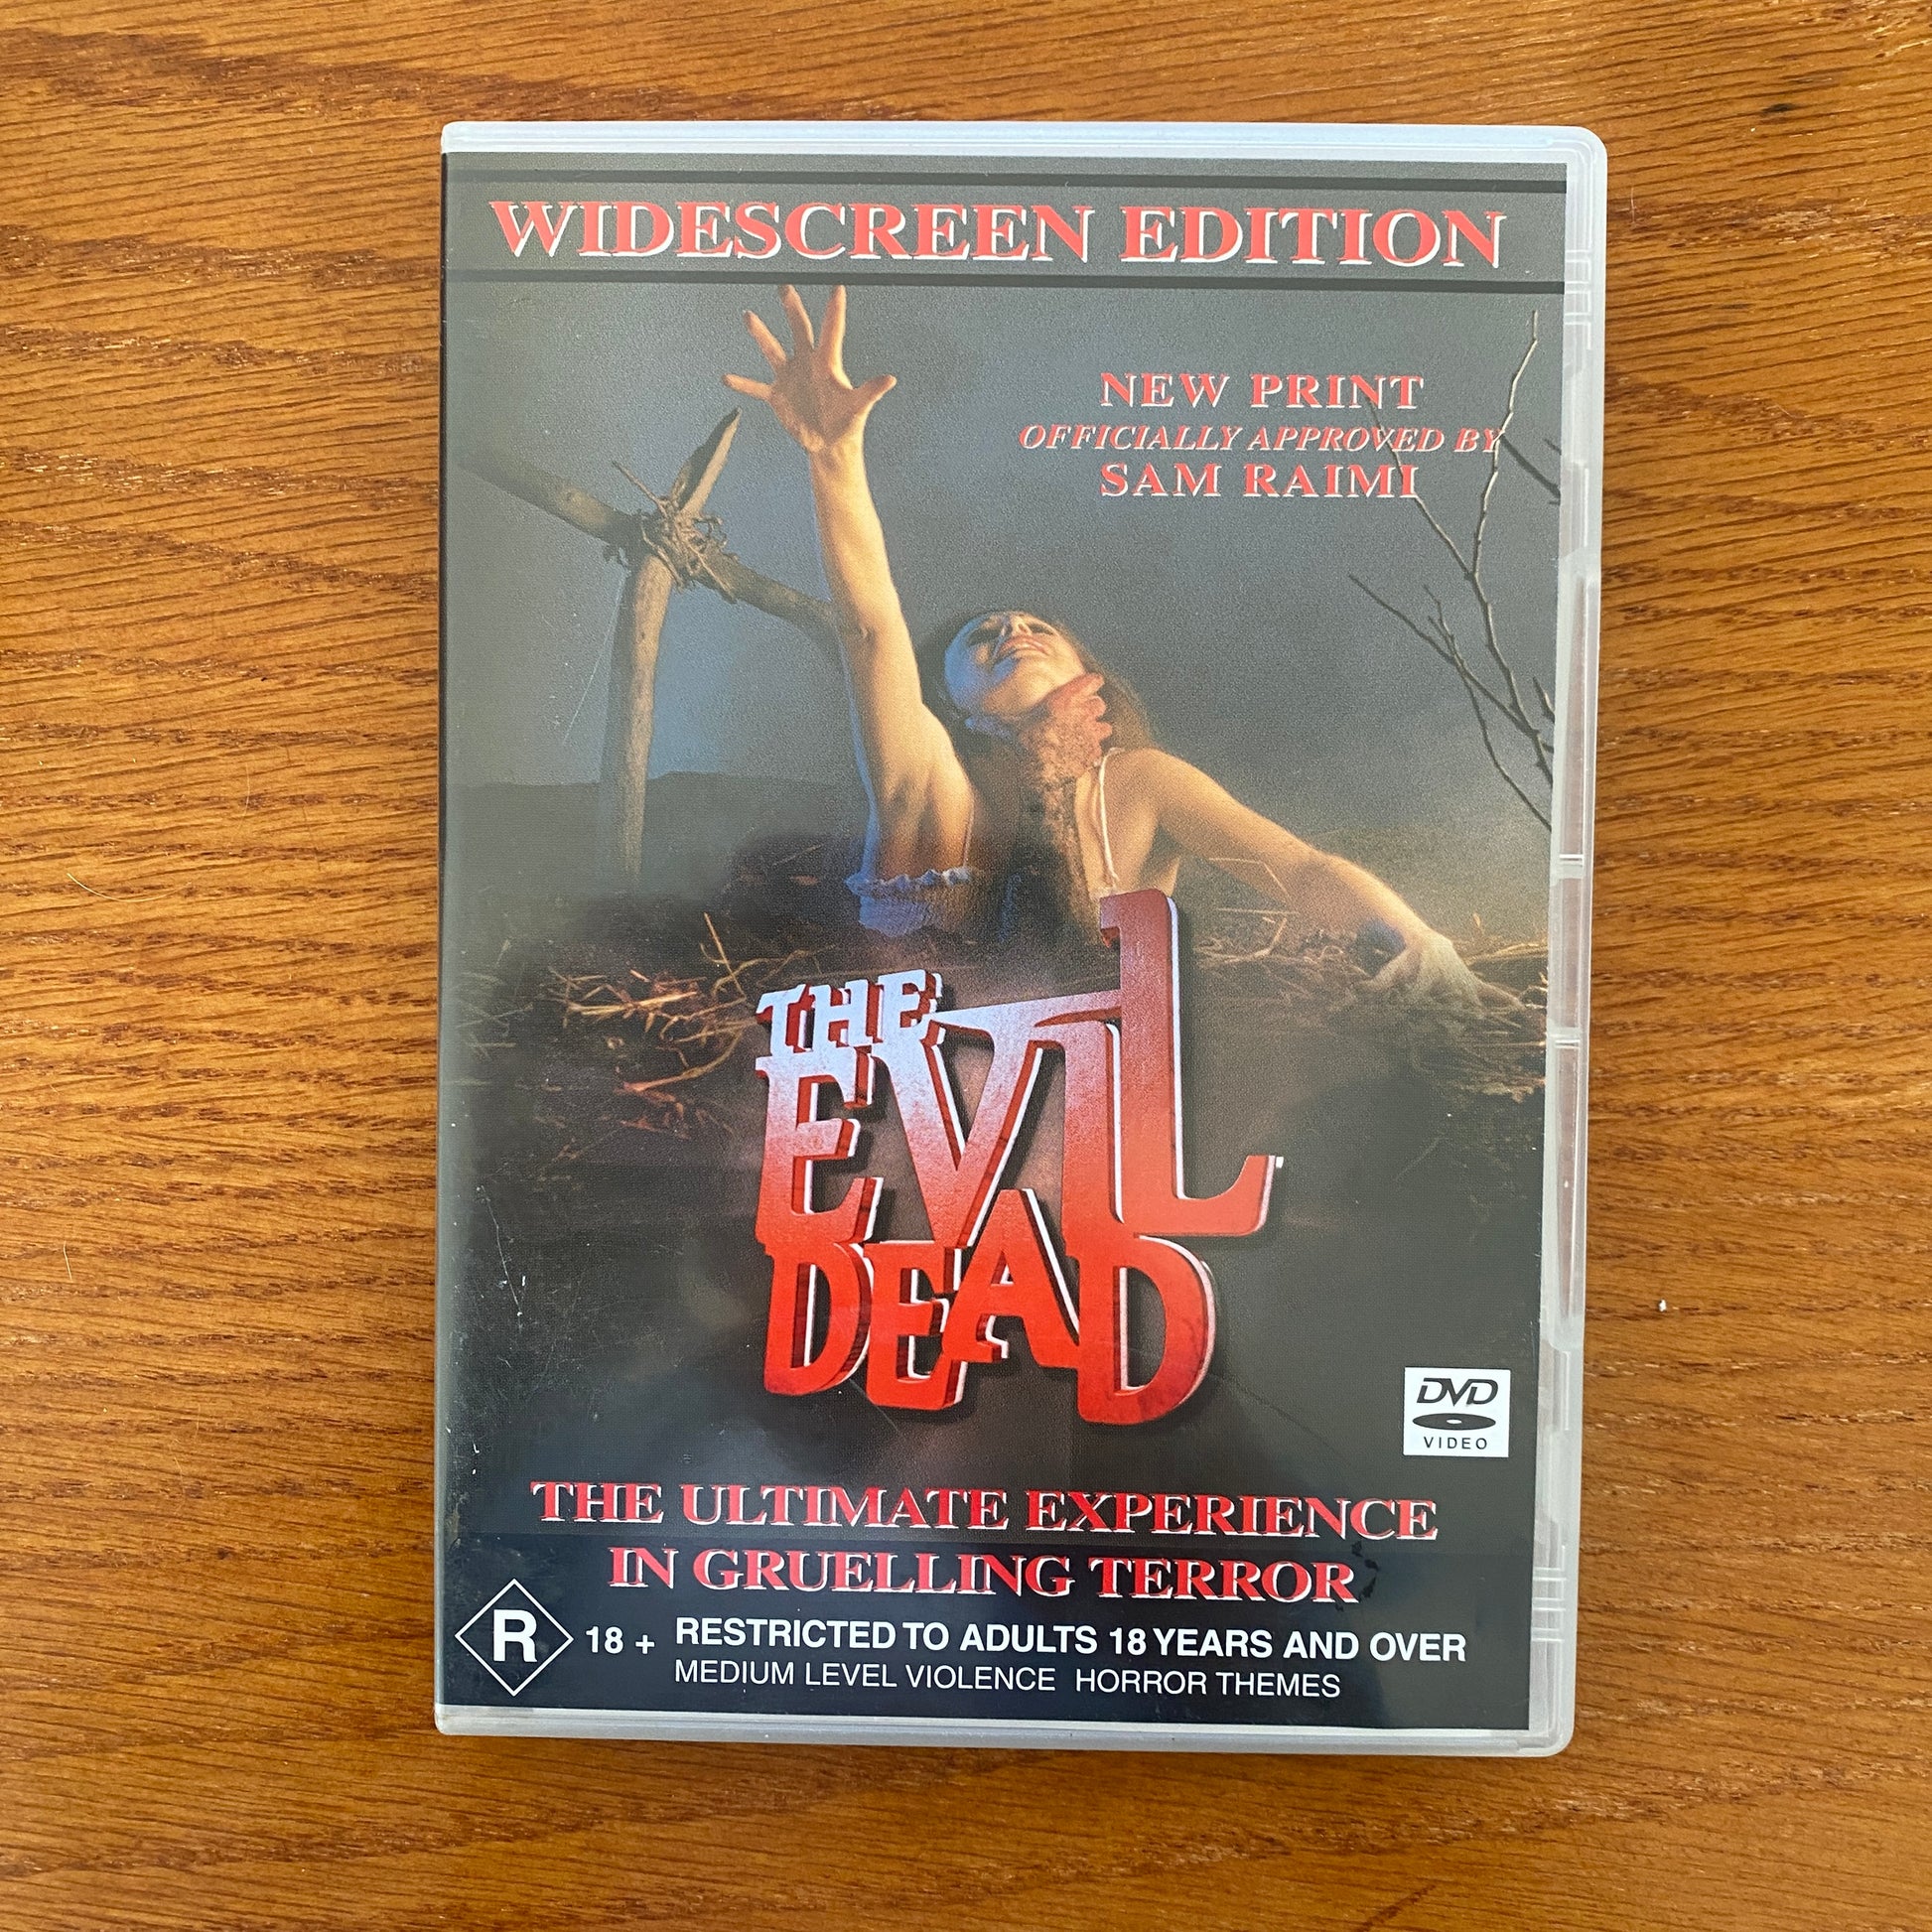 WIDESCREEN EDITION
NEW PRINT
OFFICIALLY APPROVED BY
SAM RAIMI
THE
EVIL
DEAD
DVD
VIDEO
THE ULTIMATE EXPERIENCE
IN GRUELLING TERROR
R 18 + RESTRICTED TO ADULTS 18 YEARS AND OVER
MEDIUM LEVEL VIOLENCE HORROR THEMES